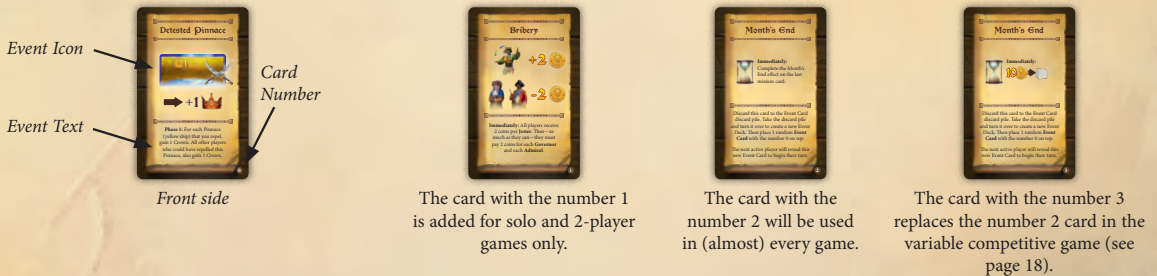 Event Icon
Event Text
Card
Number
Detested Pinnace
+1
Phase 1: For each Pinnace
(yellow ship) that you repel,
gain 1 Crown. All other players
who could have repelled this
Pinnace, also gain 1 Crown.
Front side
Bribery
+2
-2
Immediately: All players receive
2 coins per Jester. Then – as
much as they can – they must
pay 2 coins for each Governor
and each Admiral.
1
The card with the number 1
is added for solo and 2-player
games only.
Month's End
Immediately:
Complete the Month's
End effect on the last
mission card.
Discard this card to the Event Card
discard pile. Take the discard pile
and turn it over to create a new Event
Deck. Then place 1 random Event
Card with the number 0 on top.
The next active player will reveal this
new Event Card to begin their turn.
2
The card with the
number 2 will be used
in (almost) every game.
Month's End
Immediately:
10
Discard this card to the Event Card
discard pile. Take the discard pile
and turn it over to create a new Event
Deck. Then place 1 random Event
Card with the number 0 on top.
The next active player will reveal this
new Event Card to begin their turn.
3
The card with the number 3
replaces the number 2 card in the
variable competitive game (see
page 18).